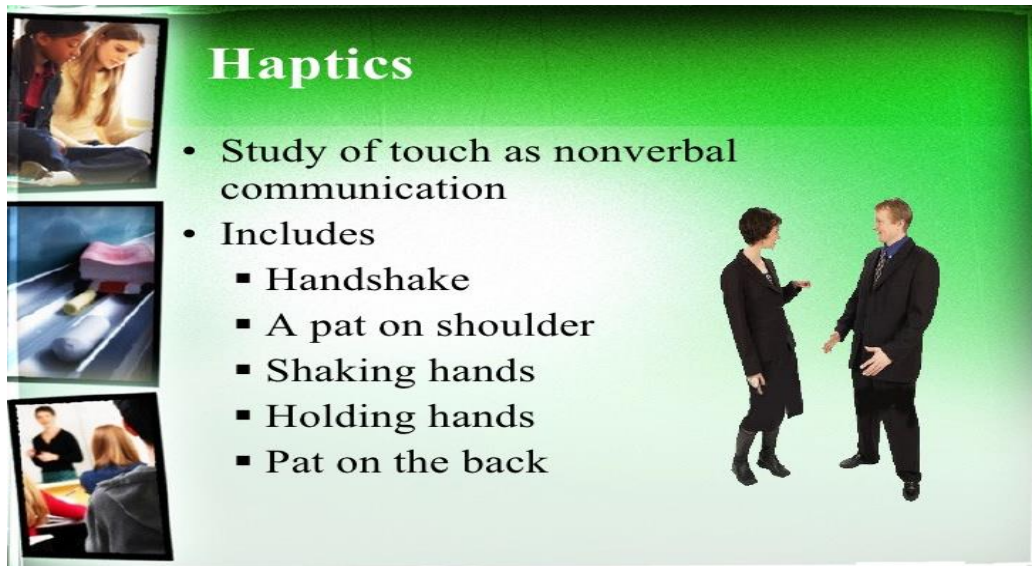 Haptics
• Study of touch as nonverbal
communication
• Includes
▪ Handshake
▪ A pat on shoulder
▪ Shaking hands
▪ Holding hands
▪ Pat on the back